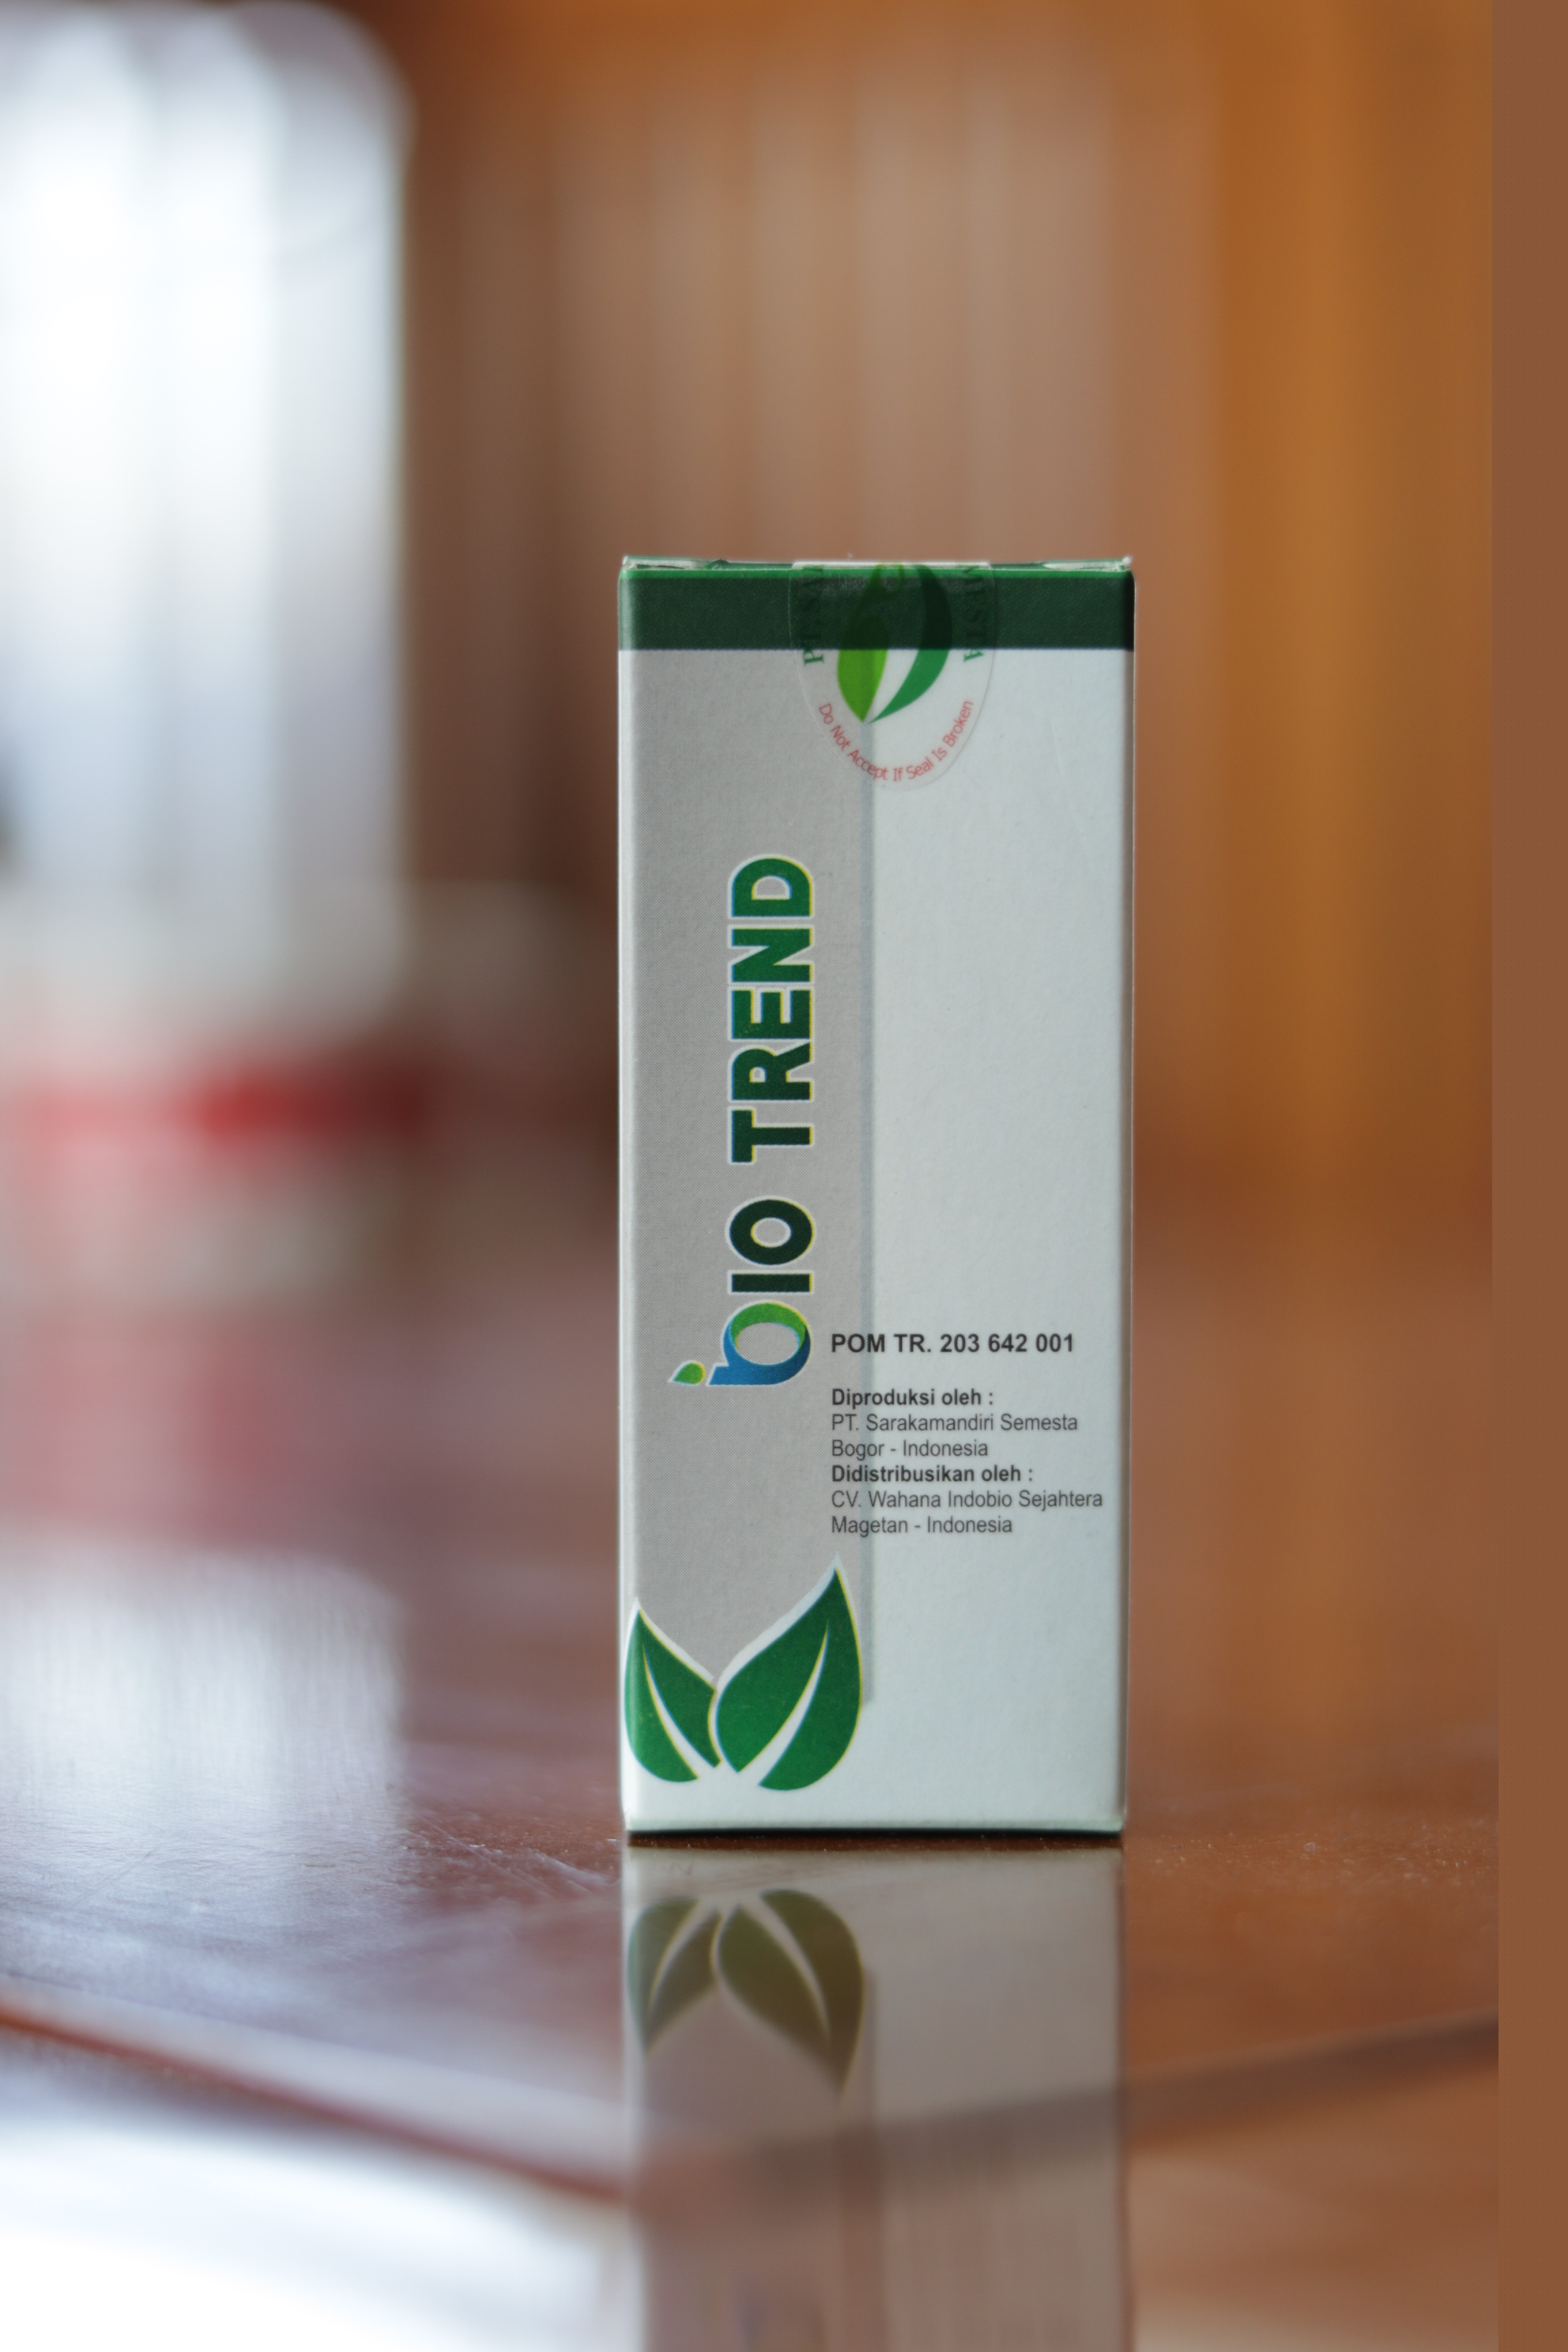 Do Not Accept If Seal Is Broken
bIO TREND
POM TR. 203 642 001
Diproduksi oleh :
PT. Sarakamandiri Semesta
Bogor - Indonesia
Didistribusikan oleh :
CV. Wahana Indobio Sejahtera
Magetan - Indonesia